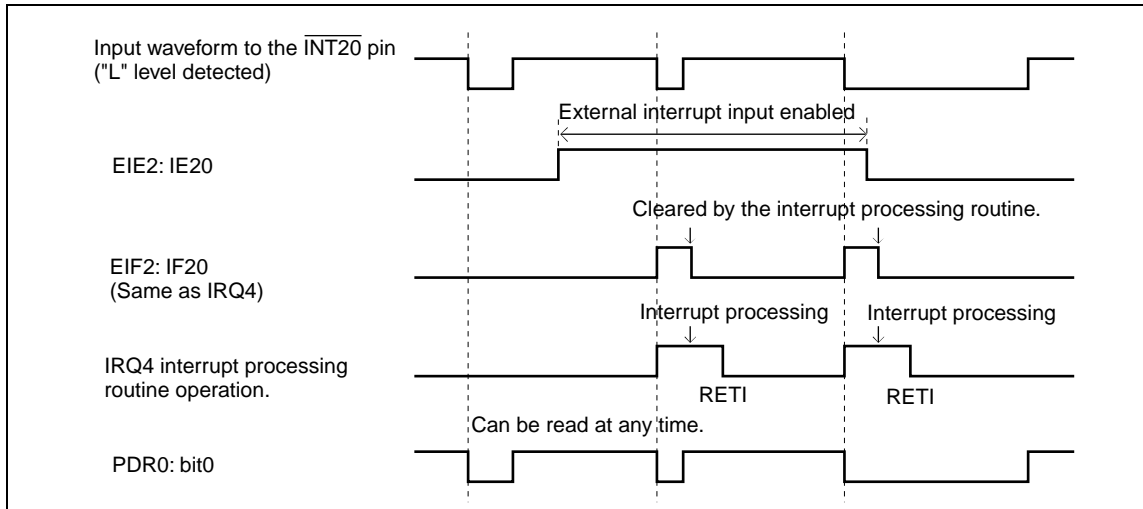 Input waveform to the INT20 pin
("L" level detected)
External interrupt input enabled
EIE2: IE20
Cleared by the interrupt processing routine.
EIF2: IF20
(Same as IRQ4)
Interrupt processing Interrupt processing
IRQ4 interrupt processing
routine operation.
RETI RETI
Can be read at any time.
PDR0: bit0